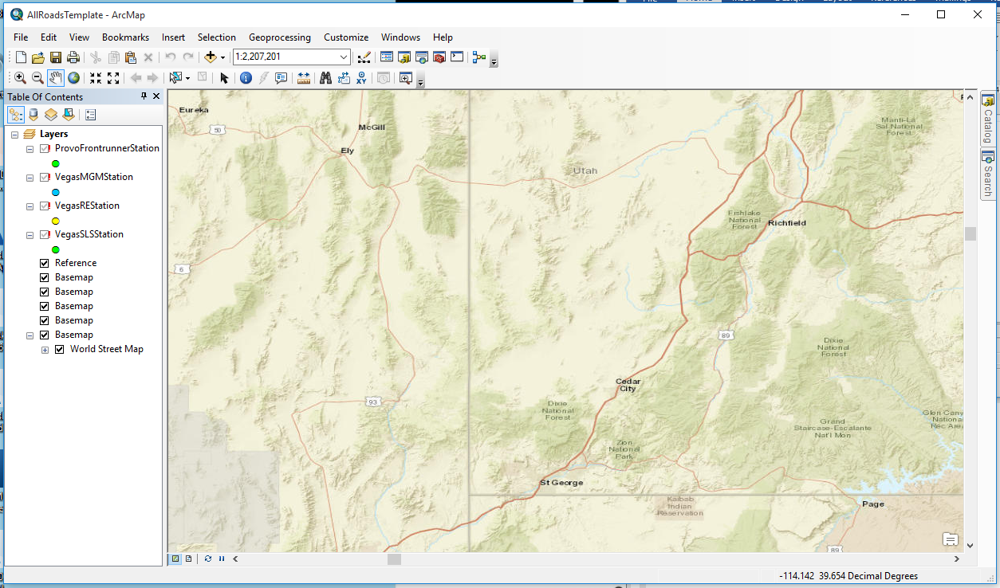 AllRoadsTemplate - ArcMap
File Edit View Bookmarks Insert Selection Geoprocessing Customize Windows Help
1:2,207,201
Table Of Contents
Layers
ProvoFrontrunnerStation
VegasMGMStation
VegasREStation
VegasSLSStation
Reference
Basemap
Basemap
Basemap
Basemap
Basemap
World Street Map
Eureka
50
McGill
Ely
Utah
Manti-La
Sal National
Forest
Fishlake
National
Forest
Richfield
6
89
Dixie
National
Forest
Cedar
City
93
Dixie
National
Forest
Grand
Staircase-Escalante
Nat'l Mon
Glen Cany
National
Rec Area
Zion
National
Park
St George
Kaibab
Indian
Reservation
Page
89
Catalog
Search
-114.142 39.654 Decimal Degrees